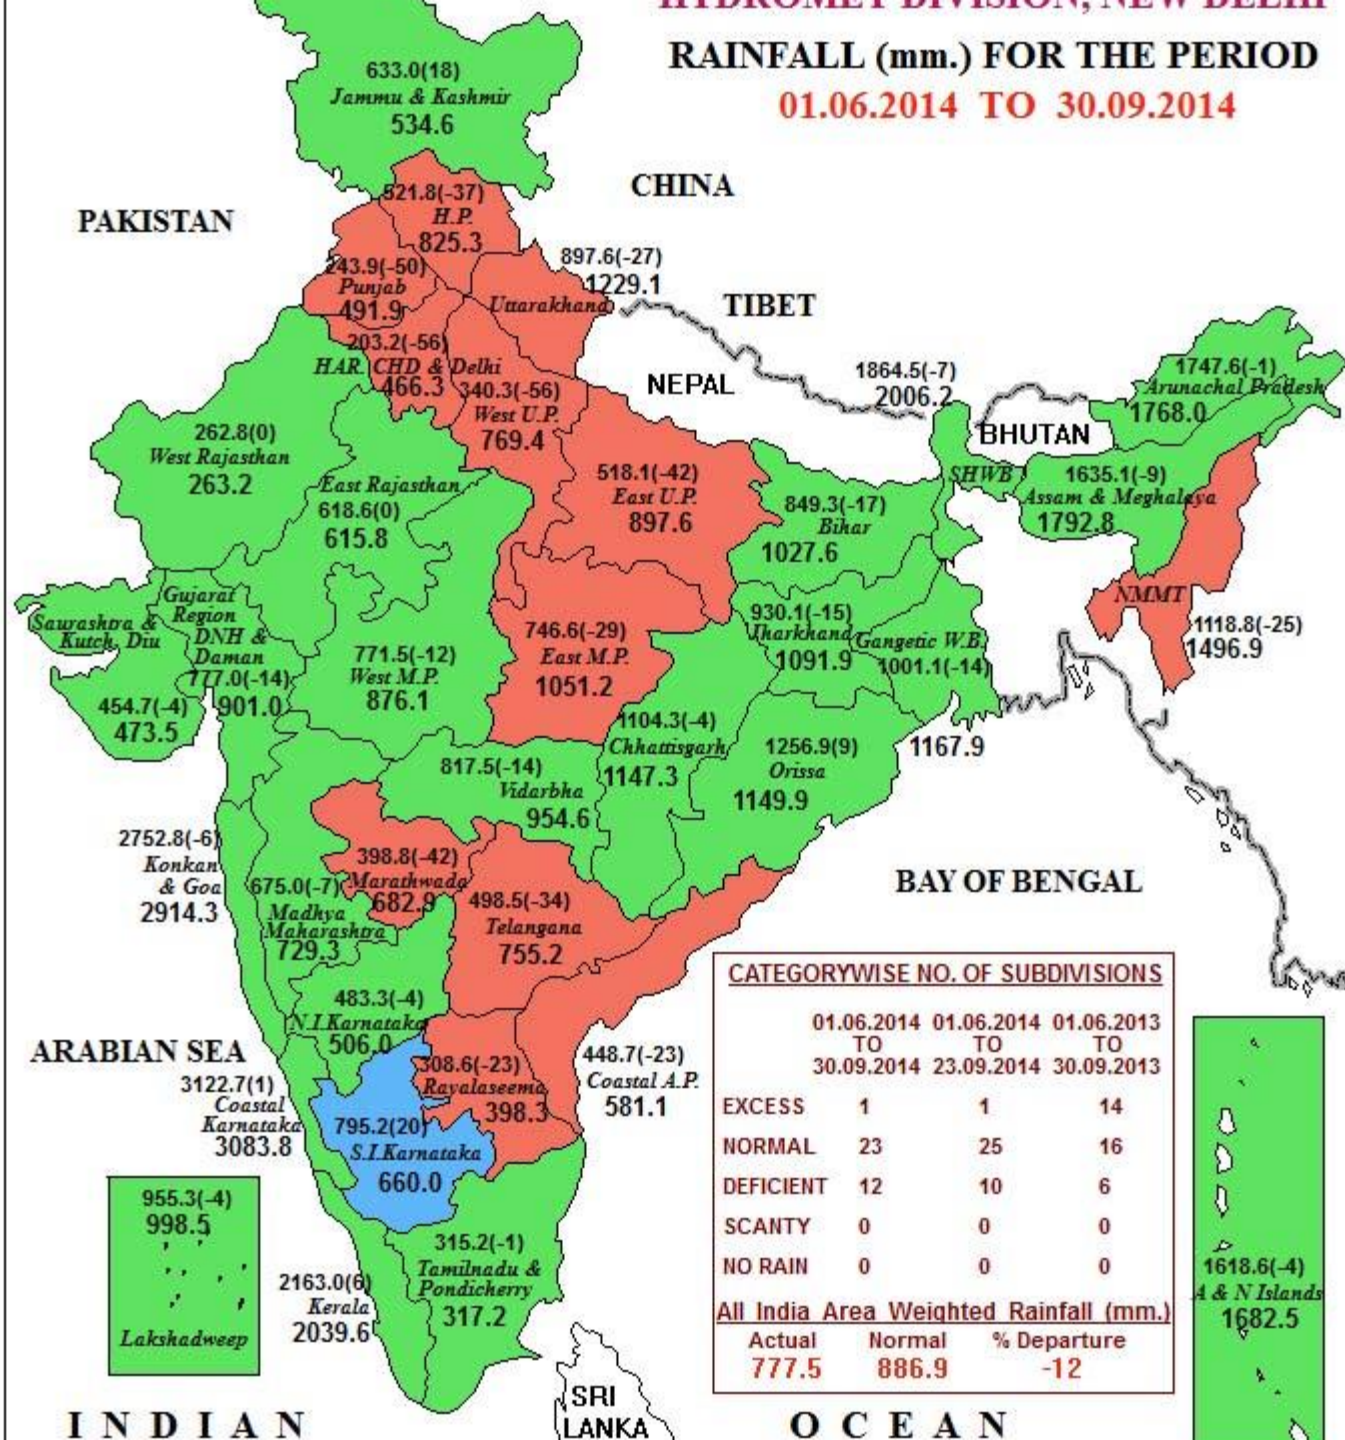 HYDROMET DIVISION, NEW DELHI
RAINFALL (mm.) FOR THE PERIOD
01.06.2014 TO 30.09.2014
633.0(18)
Jammu & Kashmir
534.6
CHINA
PAKISTAN
521.8(-37)
H.P.
825.3
897.6(-27)
1229.1
Uttarakhand
243.9(-50)
Punjab
491.9
TIBET
203.2(-56)
HAR. CHD & Delhi
466.3
340.3(-56)
West U.P.
769.4
NEPAL
1864.5(-7)
2006.2
SHWB
BHUTAN
1747.6(-1)
Arunachal Pradesh
1768.0
262.8(0)
West Rajasthan
263.2
East Rajasthan
618.6(0)
615.8
518.1(-42)
East U.P.
897.6
849.3(-17)
Bihar
1027.6
1635.1(-9)
Assam & Meghalaya
1792.8
NMMT
1118.8(-25)
1496.9
Saurashtra &
Kutch, Diu
454.7(-4)
473.5
Gujarat
Region
DNH &
Daman
777.0(-14)
901.0
771.5(-12)
West M.P.
876.1
746.6(-29)
East M.P.
1051.2
930.1(-15)
Jharkhand
1091.9
Gangetic W.B.
1001.1(-14)
1167.9
1104.3(-4)
Chhattisgarh
1147.3
1256.9(9)
Orissa
1149.9
817.5(-14)
Vidarbha
954.6
2752.8(-6)
Konkan
& Goa
2914.3
675.0(-7)
Madhya
Maharashtra
729.3
398.8(-42)
Marathwada
682.9
498.5(-34)
Telangana
755.2
BAY OF BENGAL
483.3(-4)
N.I.Karnataka
506.0
ARABIAN SEA
3122.7(1)
Coastal
Karnataka
3083.8
308.6(-23)
Rayalaseema
398.3
448.7(-23)
Coastal A.P.
581.1
795.2(20)
S.I.Karnataka
660.0
955.3(-4)
998.5
Lakshadweep
2163.0(6)
Kerala
2039.6
315.2(-1)
Tamilnadu &
Pondicherry
317.2
CATEGORYWISE NO. OF SUBDIVISIONS
01.06.2014 01.06.2014 01.06.2013
TO TO TO
30.09.2014 23.09.2014 30.09.2013
EXCESS 1 1 14
NORMAL 23 25 16
DEFICIENT 12 10 6
SCANTY 0 0 0
NO RAIN 0 0 0
All India Area Weighted Rainfall (mm.)
Actual Normal % Departure
777.5 886.9 -12
1618.6(-4)
A & N Islands
1682.5
SRI
LANKA
INDIAN OCEAN